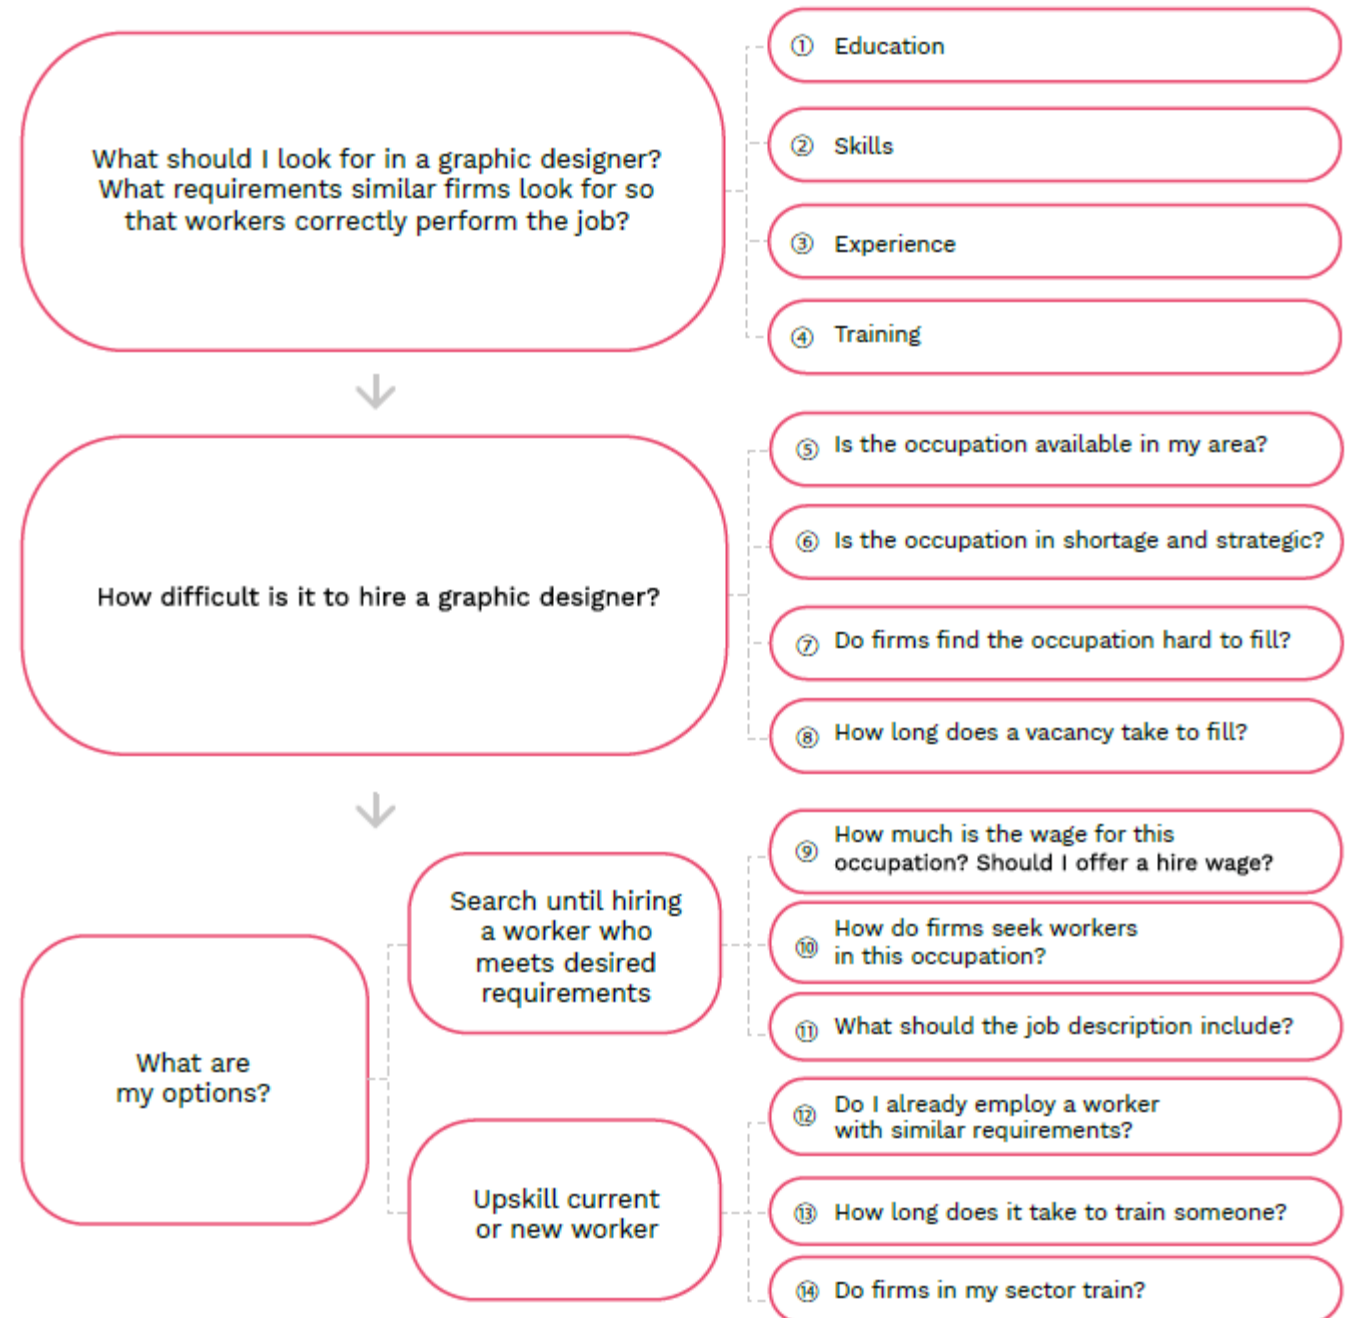 What should I look for in a graphic designer?
What requirements similar firms look for so
that workers correctly perform the job?
① Education
② Skills
③ Experience
④ Training
How difficult is it to hire a graphic designer?
⑤ Is the occupation available in my area?
⑥ Is the occupation in shortage and strategic?
⑦ Do firms find the occupation hard to fill?
⑧ How long does a vacancy take to fill?
What are
my options?
Search until hiring
a worker who
meets desired
requirements
⑨ How much is the wage for this
occupation? Should I offer a hire wage?
⑩ How do firms seek workers
in this occupation?
⑪ What should the job description include?
Upskill current
or new worker
⑫ Do I already employ a worker
with similar requirements?
⑬ How long does it take to train someone?
⑭ Do firms in my sector train?